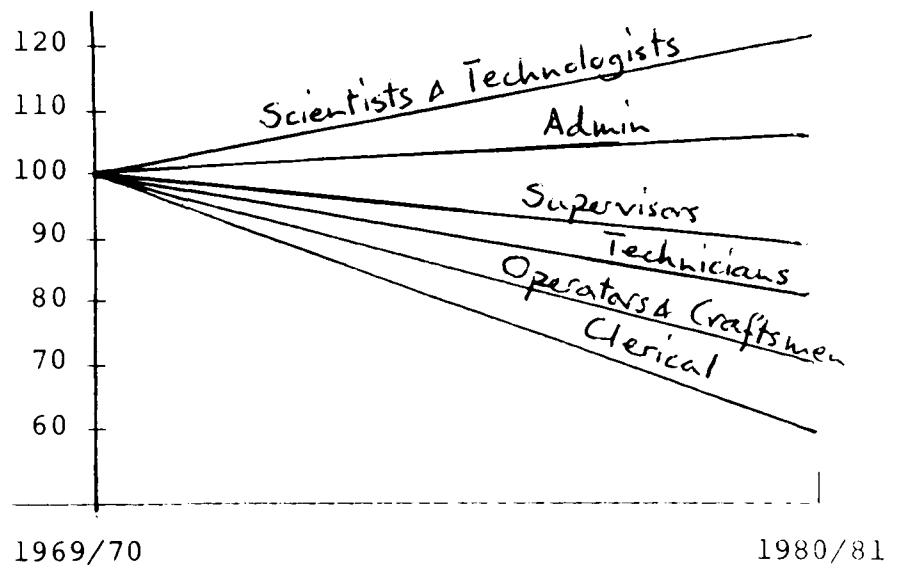 120
Scientists & Technologists
110
Admin
100
Supervisors
90
Technicians
Operators & Craftsmen
80
Clerical
70
60
1969/70
1980/81